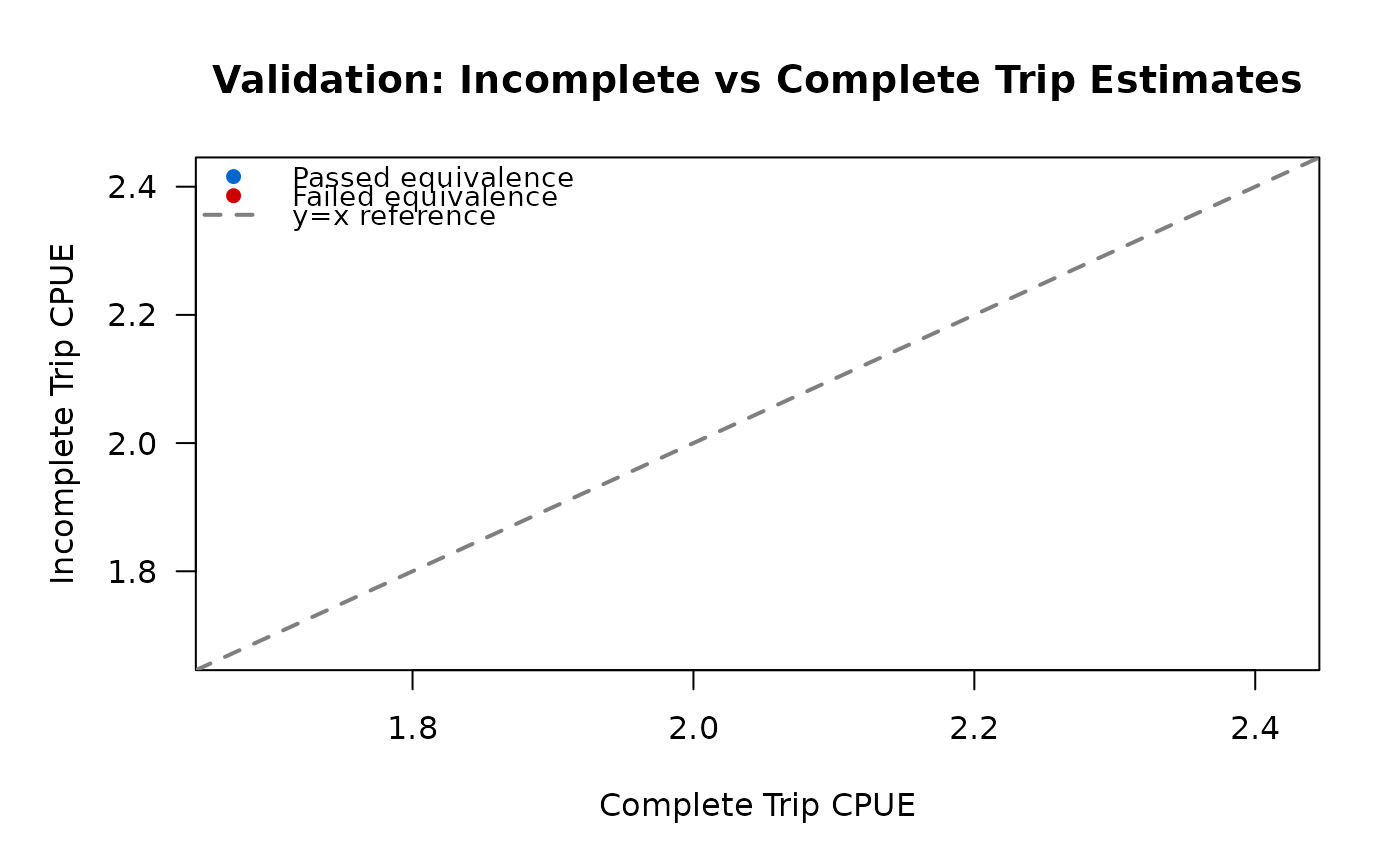 Validation: Incomplete vs Complete Trip Estimates
Passed equivalence
Failed equivalence
y=x reference
Incomplete Trip CPUE
2.4
2.2
2.0
1.8
1.8 2.0 2.2 2.4
Complete Trip CPUE